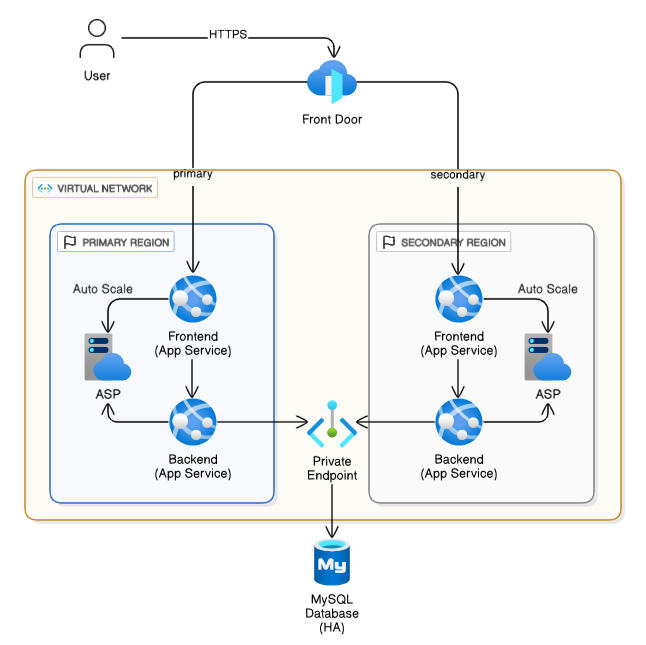 HTTPS
User
Front Door
primary
secondary
VIRTUAL NETWORK
PRIMARY REGION
SECONDARY REGION
Auto Scale
Auto Scale
Frontend
(App Service)
Frontend
(App Service)
ASP
ASP
Backend
(App Service)
Private
Endpoint
Backend
(App Service)
My
MySQL
Database
(HA)